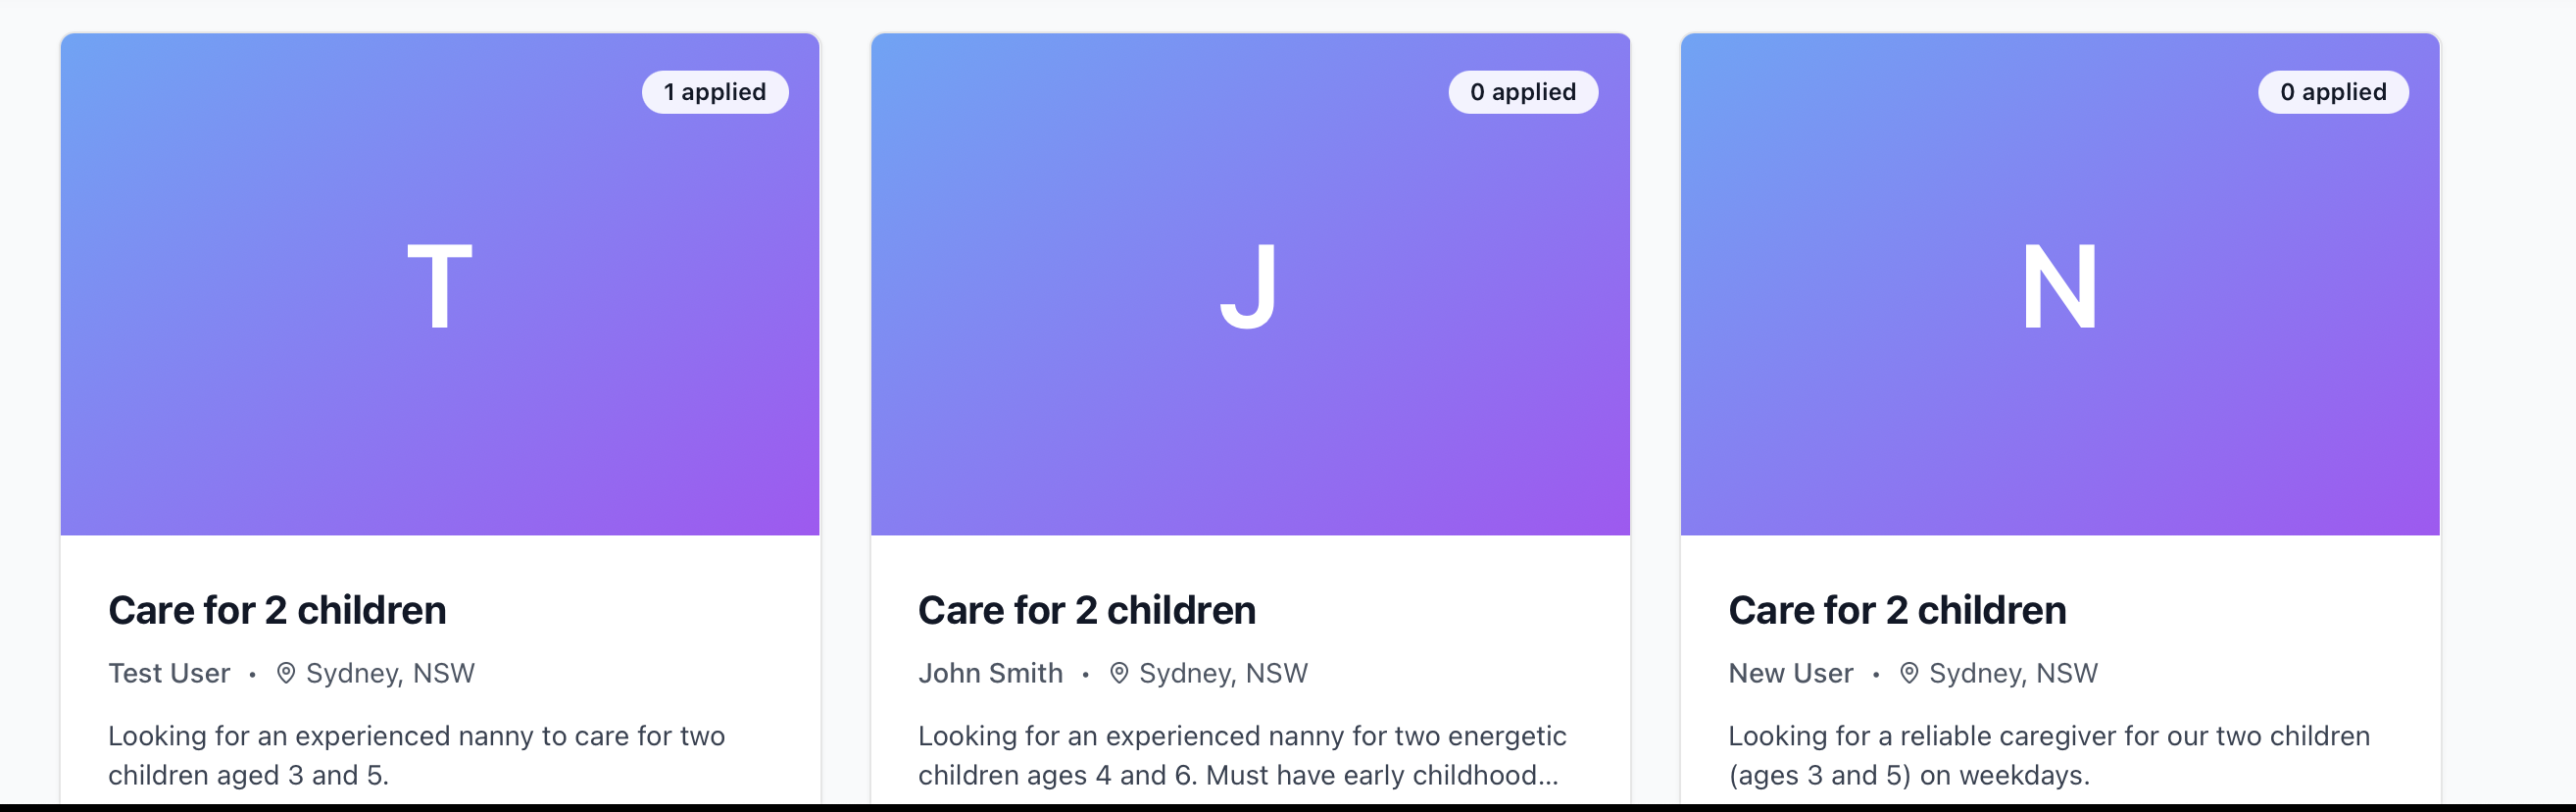 1 applied
T
Care for 2 children
Test User • Sydney, NSW
Looking for an experienced nanny to care for two
children aged 3 and 5.
0 applied
J
Care for 2 children
John Smith • Sydney, NSW
Looking for an experienced nanny for two energetic
children ages 4 and 6. Must have early childhood...
0 applied
N
Care for 2 children
New User • Sydney, NSW
Looking for a reliable caregiver for our two children
(ages 3 and 5) on weekdays.